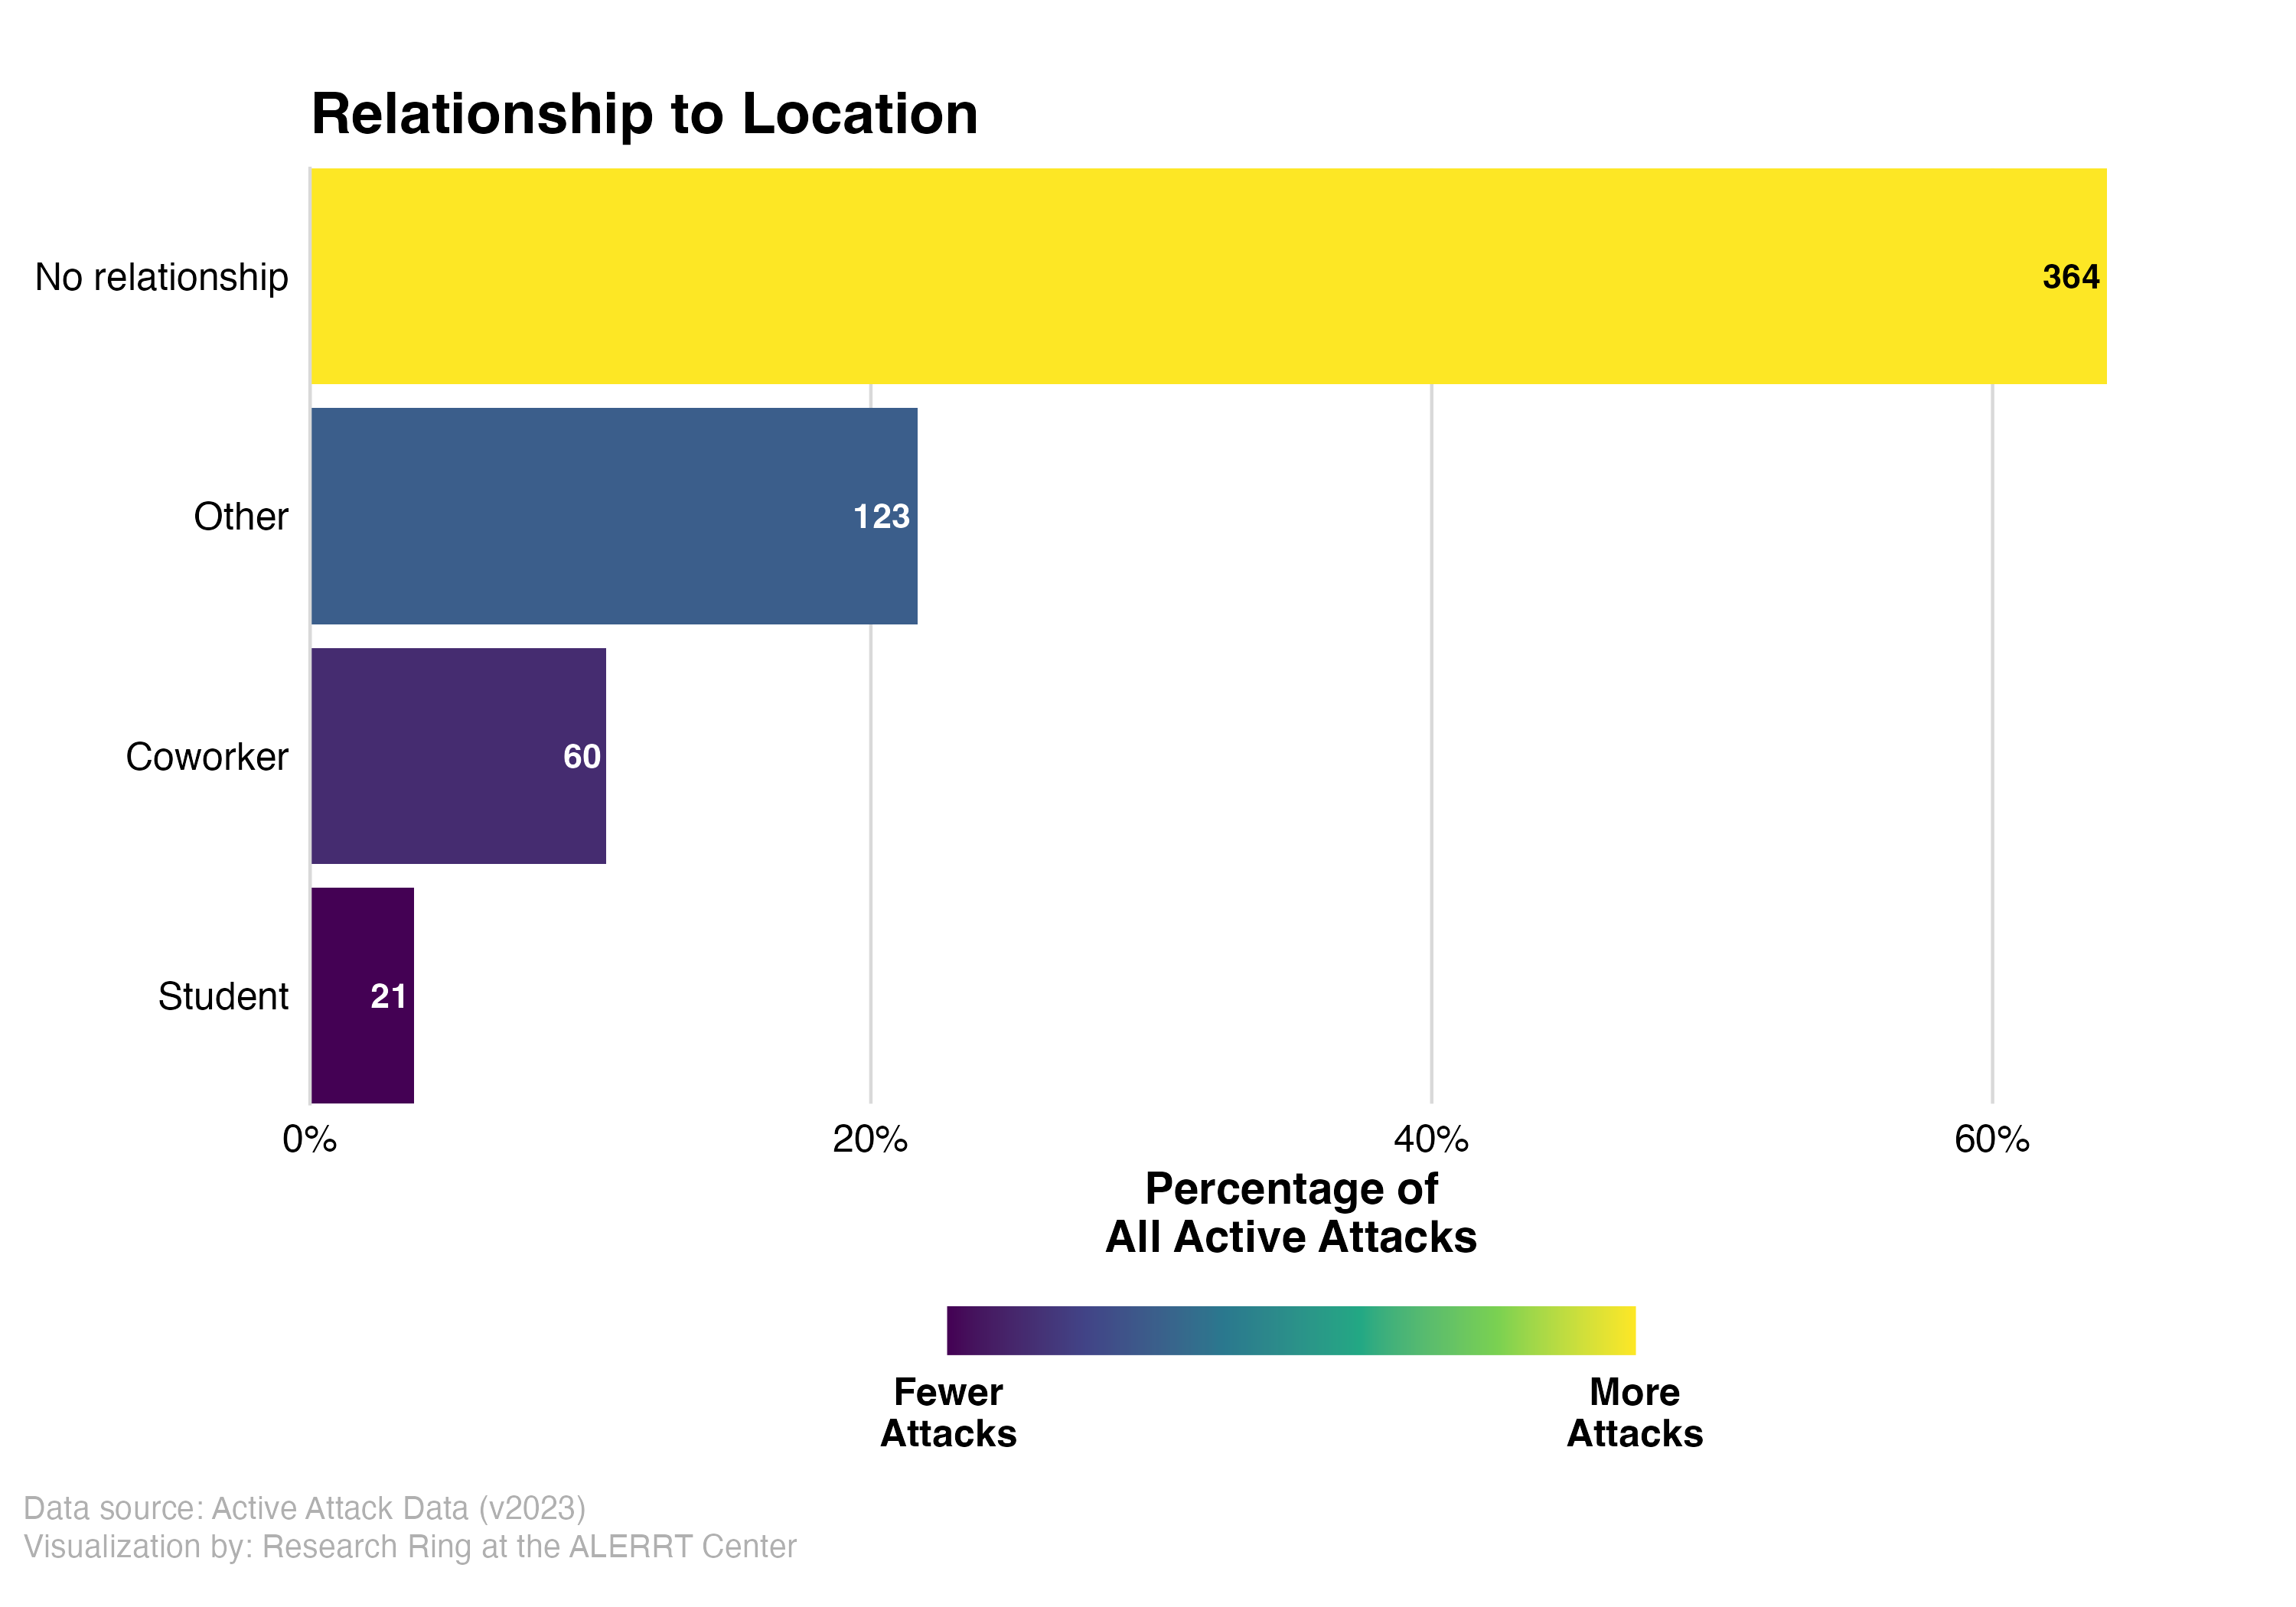 Relationship to Location
No relationship
364
Other
123
Coworker
60
Student
21
0%
20%
40%
60%
Percentage of
All Active Attacks
Fewer
Attacks
More
Attacks
Data source: Active Attack Data (v2023)
Visualization by: Research Ring at the ALERRT Center